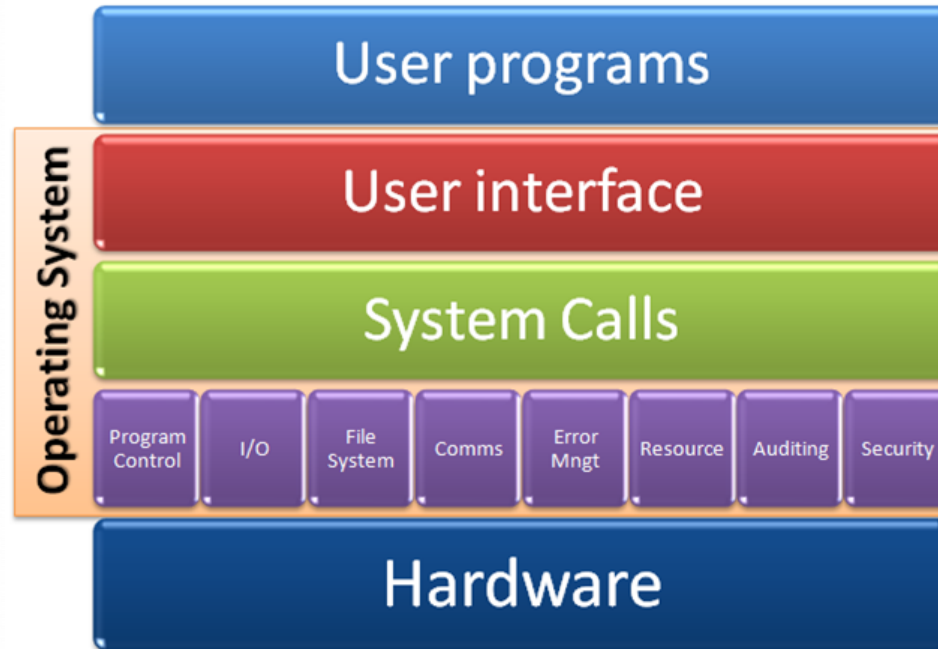 User programs
Operating System
User interface
System Calls
Program
Control
I/O
File
System
Comms
Error
Mngt
Resource
Auditing
Security
Hardware